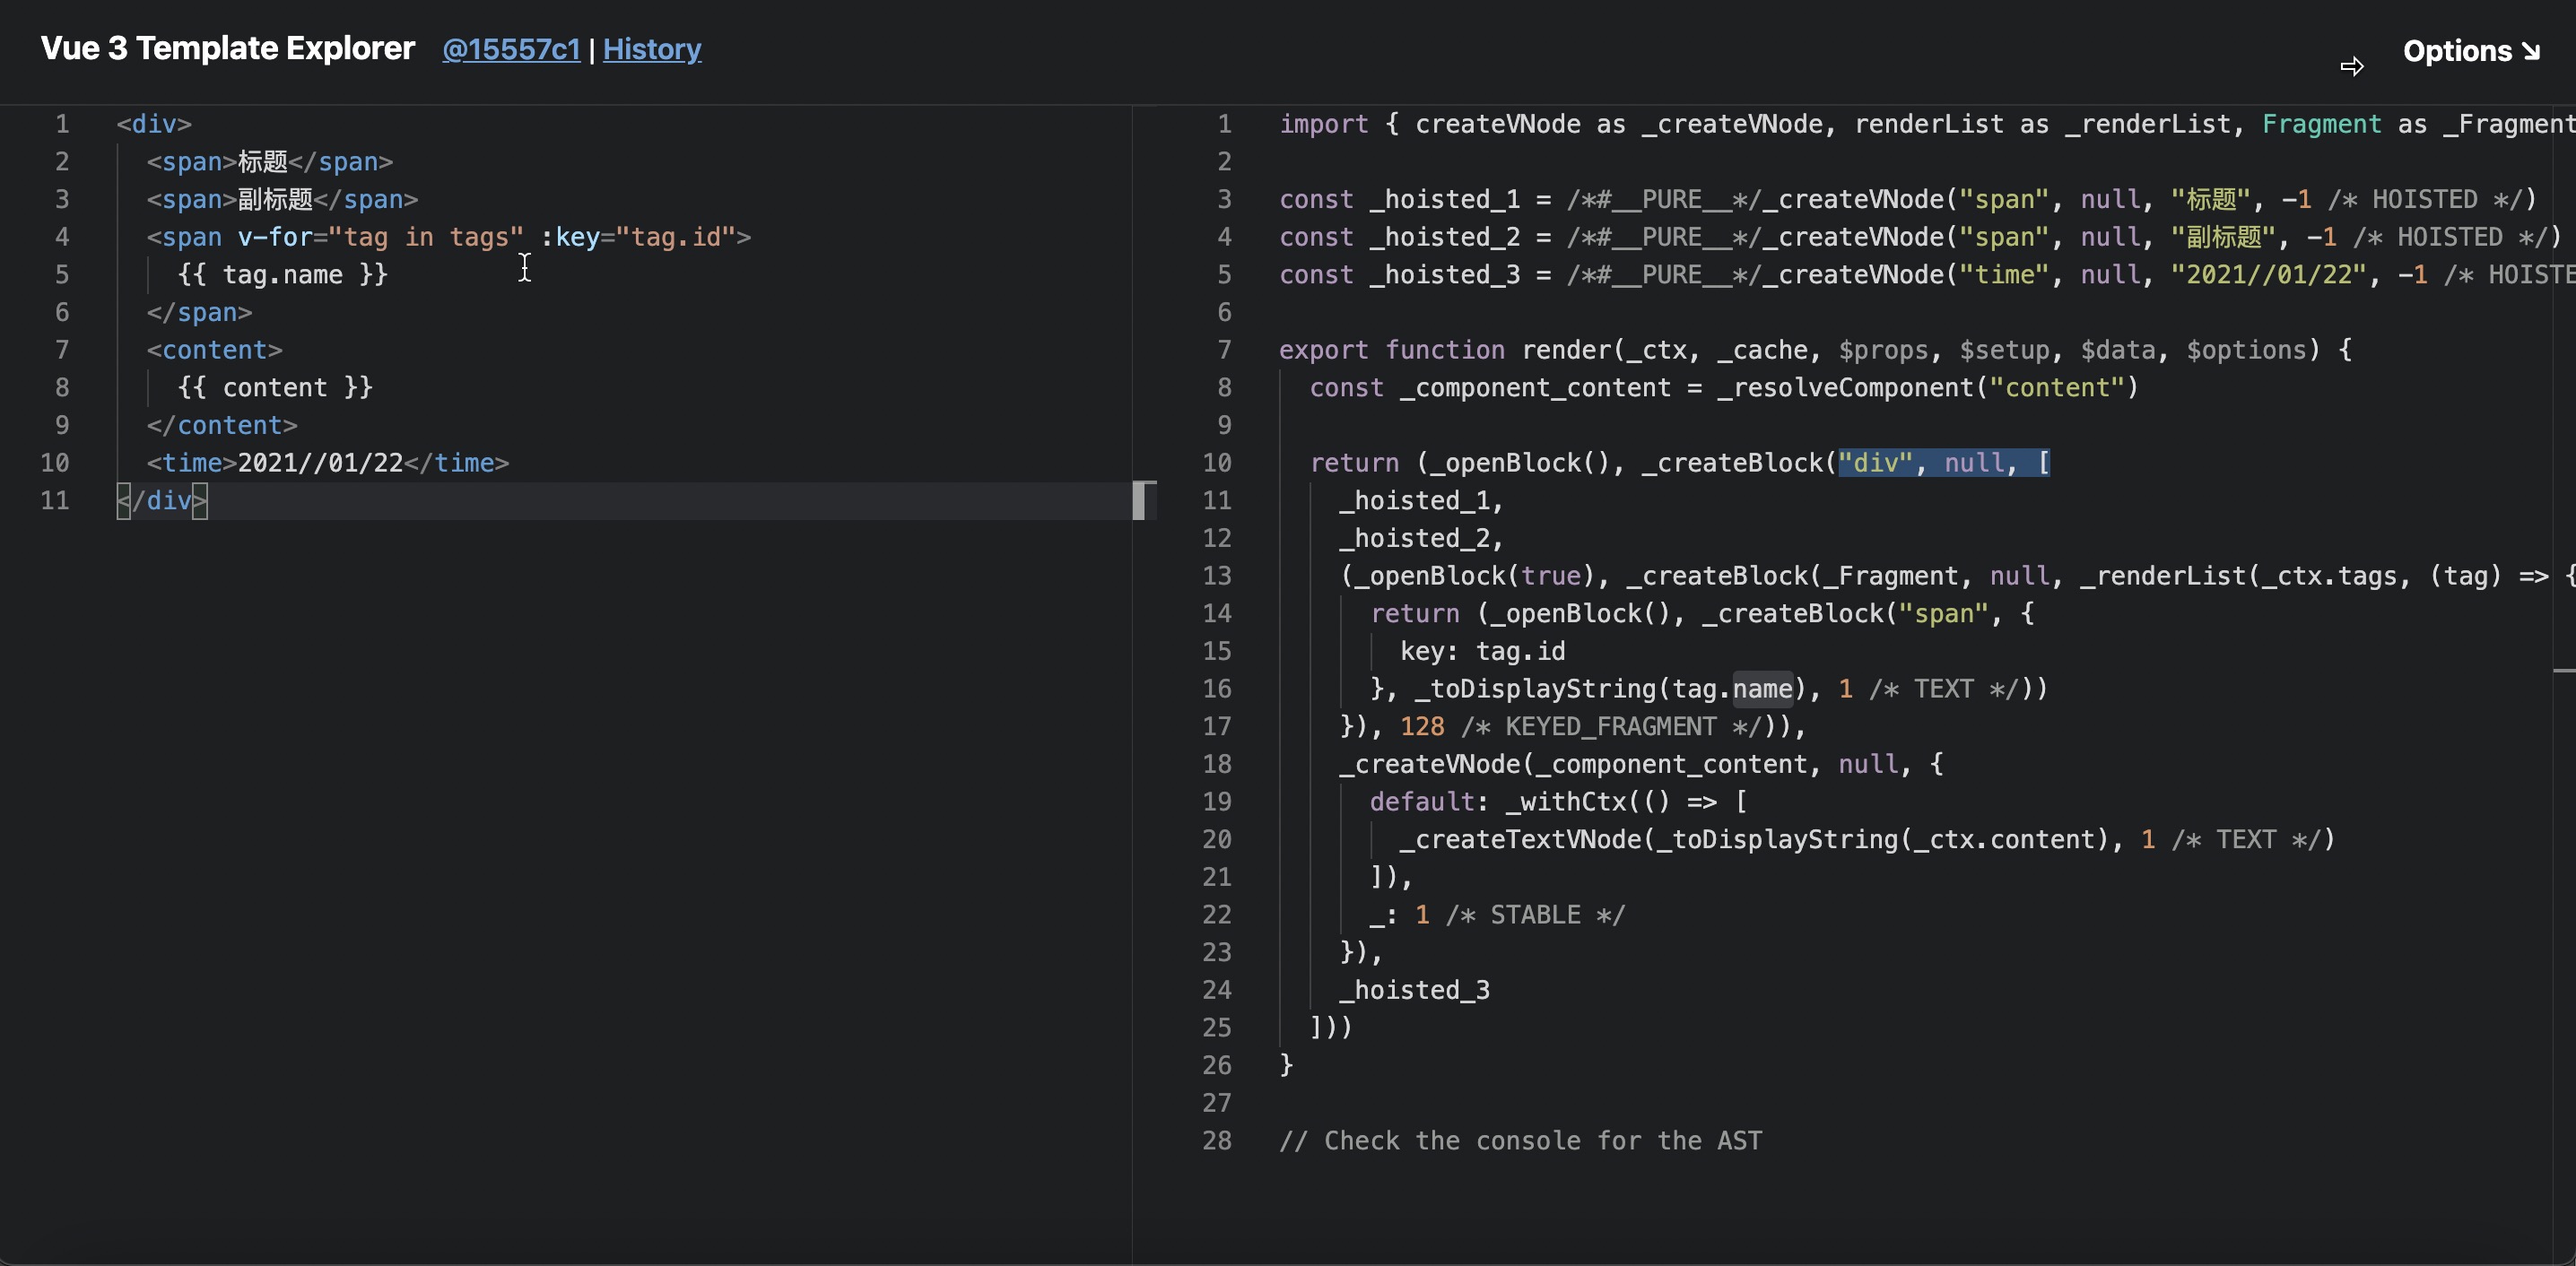 Vue 3 Template Explorer @15557c1 | History
Options ↘
1 <div>
2 <span>标题</span>
3 <span>副标题</span>
4 <span v-for="tag in tags" :key="tag.id">
5 {{ tag.name }}
6 </span>
7 <content>
8 {{ content }}
9 </content>
10 <time>2021//01/22</time>
11 </div>
1 import { createVNode as _createVNode, renderList as _renderList, Fragment as _Fragment
2
3 const _hoisted_1 = /*#__PURE__*/_createVNode("span", null, "标题", -1 /* HOISTED */)
4 const _hoisted_2 = /*#__PURE__*/_createVNode("span", null, "副标题", -1 /* HOISTED */)
5 const _hoisted_3 = /*#__PURE__*/_createVNode("time", null, "2021//01/22", -1 /* HOISTE
6
7 export function render(_ctx, _cache, $props, $setup, $data, $options) {
8 const _component_content = _resolveComponent("content")
9
10 return (_openBlock(), _createBlock("div", null, [
11 _hoisted_1,
12 _hoisted_2,
13 (_openBlock(true), _createBlock(_Fragment, null, _renderList(_ctx.tags, (tag) => {
14 return (_openBlock(), _createBlock("span", {
15 key: tag.id
16 }, _toDisplayString(tag.name), 1 /* TEXT */))
17 }), 128 /* KEYED_FRAGMENT */)),
18 _createVNode(_component_content, null, {
19 default: _withCtx(() => [
20 _createTextVNode(_toDisplayString(_ctx.content), 1 /* TEXT */)
21 ]),
22 _: 1 /* STABLE */
23 }),
24 _hoisted_3
25 ]))
26 }
27
28 // Check the console for the AST